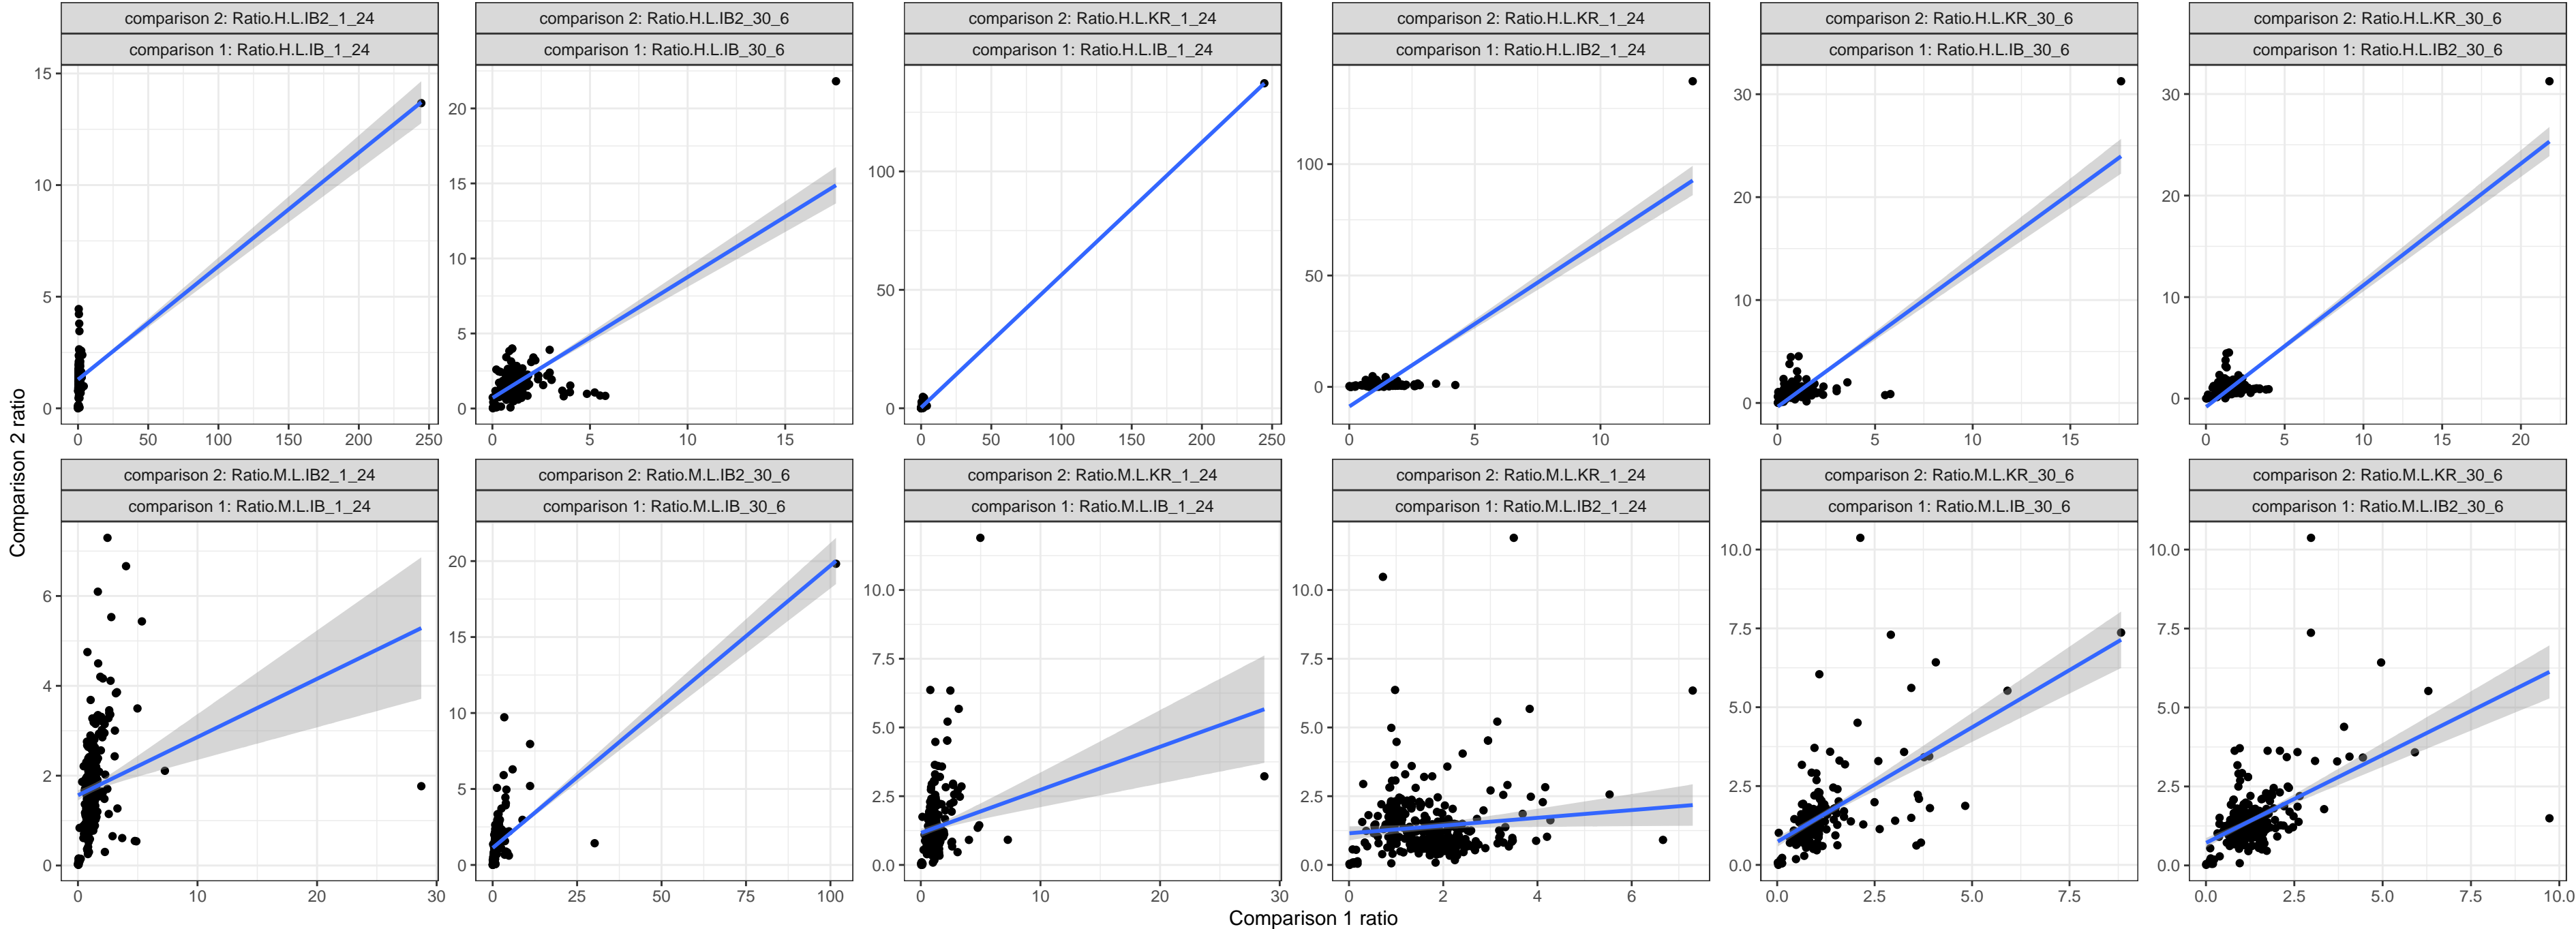 comparison 2: Ratio.H.L.IB2_1_24
comparison 1: Ratio.H.L.IB_1_24
15
10
5
0
0 50 100 150 200 250
comparison 2: Ratio.H.L.IB2_30_6
comparison 1: Ratio.H.L.IB_30_6
20
15
10
5
0
0 5 10 15
comparison 2: Ratio.H.L.KR_1_24
comparison 1: Ratio.H.L.IB_1_24
100
50
0
0 50 100 150 200 250
comparison 2: Ratio.H.L.KR_1_24
comparison 1: Ratio.H.L.IB2_1_24
100
50
0
0 5 10
comparison 2: Ratio.H.L.KR_30_6
comparison 1: Ratio.H.L.IB_30_6
30
20
10
0
0 5 10 15
comparison 2: Ratio.H.L.KR_30_6
comparison 1: Ratio.H.L.IB2_30_6
30
20
10
0
0 5 10 15 20
Comparison 2 ratio
comparison 2: Ratio.M.L.IB2_1_24
comparison 1: Ratio.M.L.IB_1_24
6
4
2
0
0 10 20 30
comparison 2: Ratio.M.L.IB2_30_6
comparison 1: Ratio.M.L.IB_30_6
20
15
10
5
0
0 25 50 75 100
comparison 2: Ratio.M.L.KR_1_24
comparison 1: Ratio.M.L.IB_1_24
10.0
7.5
5.0
2.5
0.0
0 10 20 30
comparison 2: Ratio.M.L.KR_1_24
comparison 1: Ratio.M.L.IB2_1_24
10.0
7.5
5.0
2.5
0.0
0 2 4 6
comparison 2: Ratio.M.L.KR_30_6
comparison 1: Ratio.M.L.IB_30_6
10.0
7.5
5.0
2.5
0.0
0.0 2.5 5.0 7.5
comparison 2: Ratio.M.L.KR_30_6
comparison 1: Ratio.M.L.IB2_30_6
10.0
7.5
5.0
2.5
0.0
0.0 2.5 5.0 7.5 10.0
Comparison 1 ratio